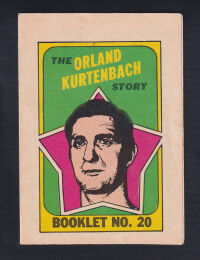 THE ORLAND
KURTENBACH
STORY
BOOKLET NO. 20